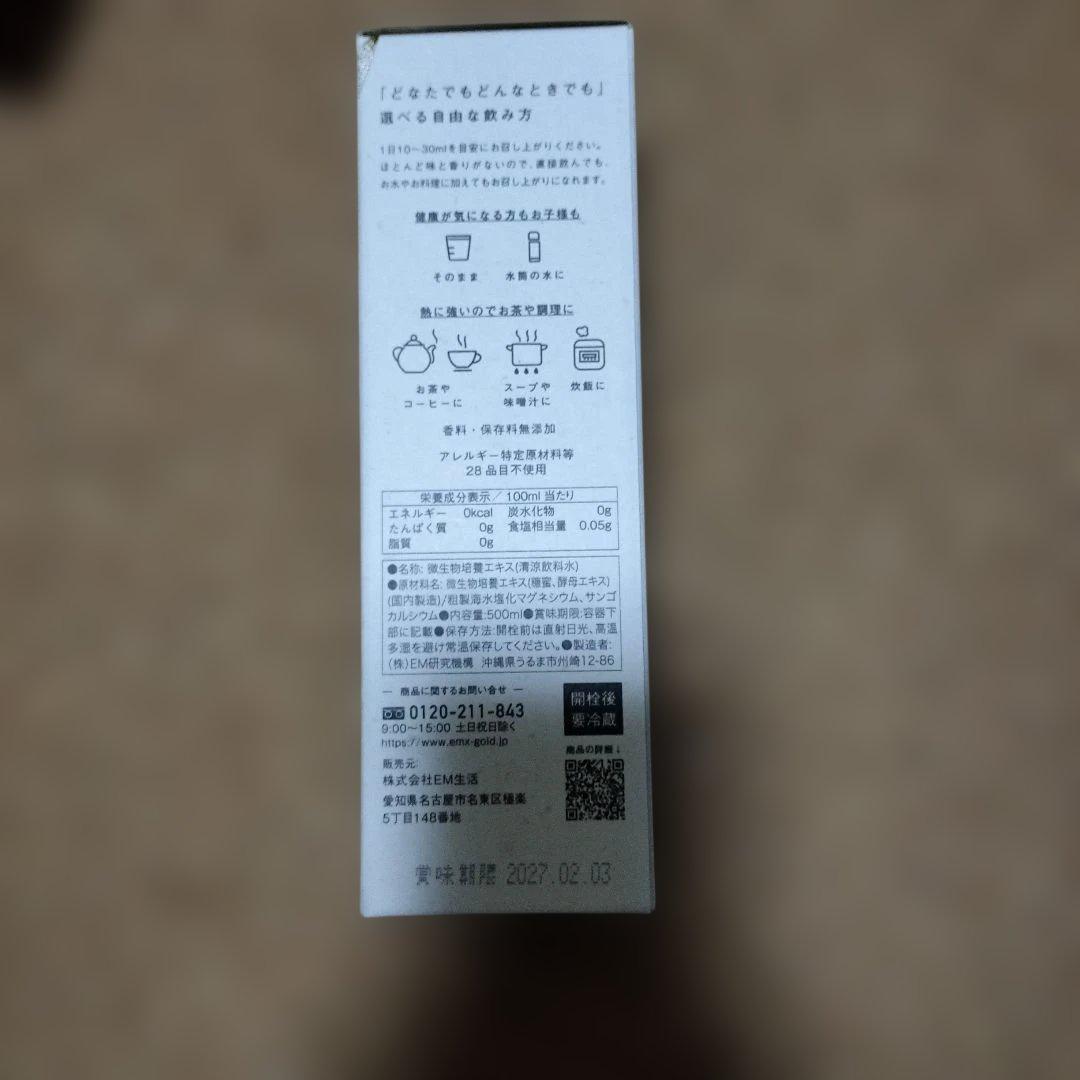 「どなたでもどんなときでも」
選べる自由な飲み方
1日10〜30mlを目安にお召し上がりください。
ほとんど味と香りがないので、直接飲んでも、
お水やお料理に加えてもお召し上がりになれます。
健康が気になる方もお子様も
そのまま 水筒の水に
熱に強いのでお茶や調理に
お茶や
コーヒーに
スープや
味噌汁に
炊飯に
香料・保存料無添加
アレルギー特定原材料等
28品目不使用
栄養成分表示／100ml当たり
エネルギー 0kcal 炭水化物 0g
たんぱく質 0g 食塩相当量 0.05g
脂質 0g
●名称: 微生物培養エキス(清涼飲料水)
●原材料名: 微生物培養エキス(糖蜜、酵母エキス)
(国内製造)/粗製海水塩化マグネシウム、サンゴ
カルシウム●内容量:500ml●賞味期限:容器下
部に記載●保存方法:開栓前は直射日光、高温
多湿を避け常温保存してください。●製造者:
(株)EM研究機構 沖縄県うるま市州崎12-86
― 商品に関するお問い合せ ―
0120-211-843
9:00〜15:00 土日祝日除く
https://www.emx-gold.jp
開栓後
要冷蔵
商品の詳細↓
販売元:
株式会社EM生活
愛知県名古屋市名東区極楽
5丁目148番地
賞味期限 2027.02.03